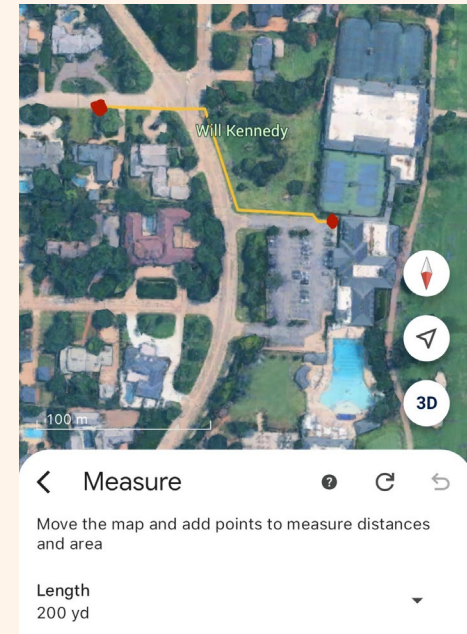 Will Kennedy
3D
100 m
Measure
?
Move the map and add points to measure distances
and area
Length
200 yd